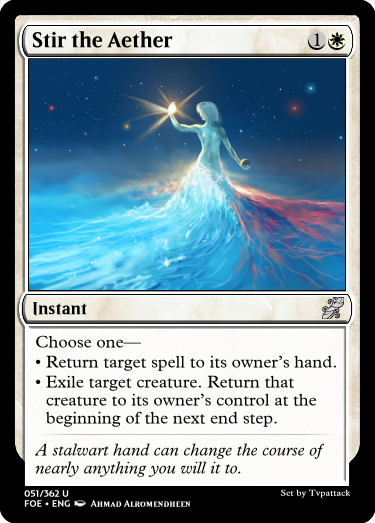 Stir the Aether 1
Instant
Choose one—
• Return target spell to its owner's hand.
• Exile target creature. Return that
creature to its owner's control at the
beginning of the next end step.
A stalwart hand can change the course of
nearly anything you will it to.
051/362 U
FOE • ENG Ahmad Alromendheen
Set by Tvpattack